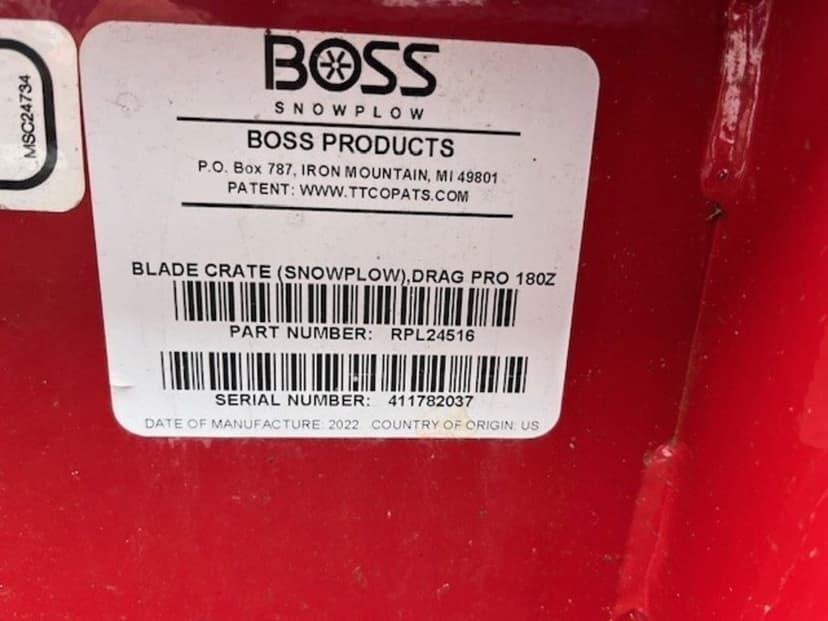 MSC24734
BOSS
SNOWPLOW
BOSS PRODUCTS
P.O. Box 787, IRON MOUNTAIN, MI 49801
PATENT: WWW.TTCOPATS.COM
BLADE CRATE (SNOWPLOW),DRAG PRO 180Z
PART NUMBER: RPL24516
SERIAL NUMBER: 411782037
DATE OF MANUFACTURE: 2022 COUNTRY OF ORIGIN: US